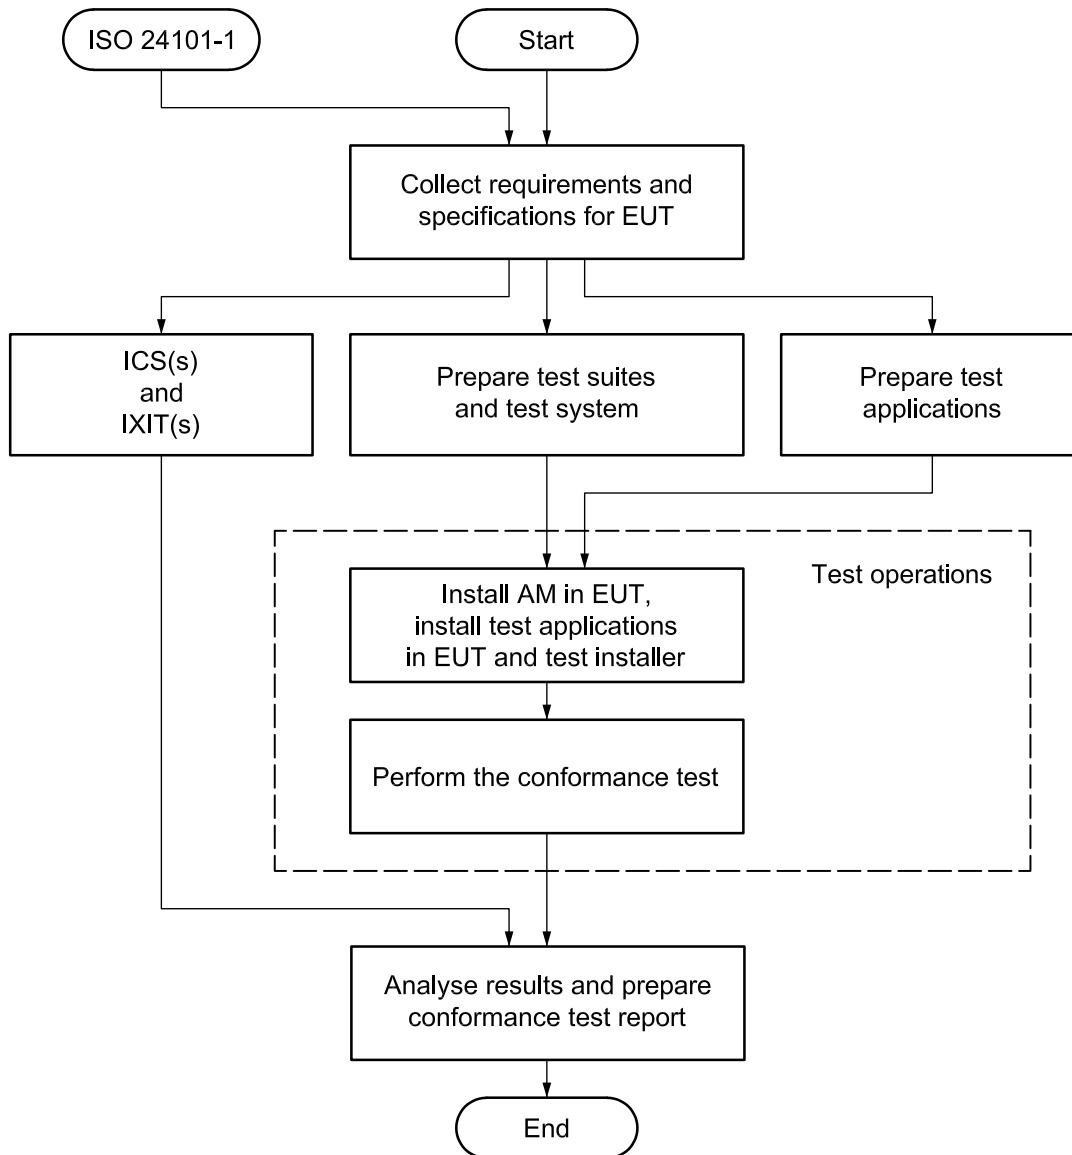 ISO 24101-1
Start
Collect requirements and
specifications for EUT
ICS(s)
and
IXIT(s)
Prepare test suites
and test system
Prepare test
applications
Test operations
Install AM in EUT,
install test applications
in EUT and test installer
Perform the conformance test
Analyse results and prepare
conformance test report
End